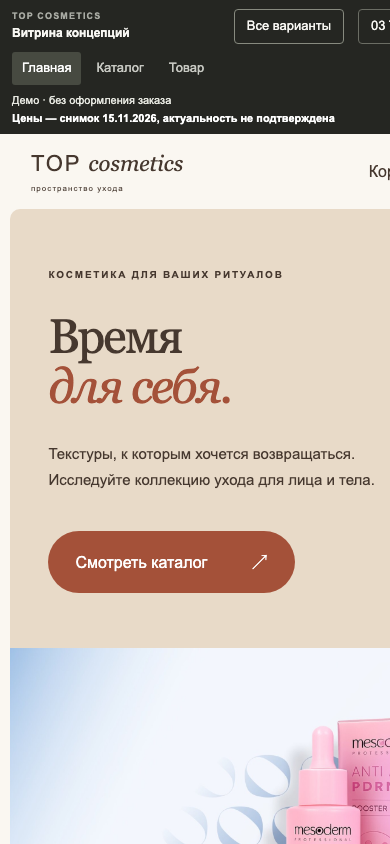 TOP COSMETICS
Витрина концепций
Все варианты
03
Главная
Каталог
Товар
Демо · без оформления заказа
Цены — снимок 15.11.2026, актуальность не подтверждена
TOP cosmetics
пространство ухода
КОСМЕТИКА ДЛЯ ВАШИХ РИТУАЛОВ
Время
для себя.
Текстуры, к которым хочется возвращаться.
Исследуйте коллекцию ухода для лица и тела.
Смотреть каталог ↗
ANTI
PDRN
mesoderm
PROFESSIONAL